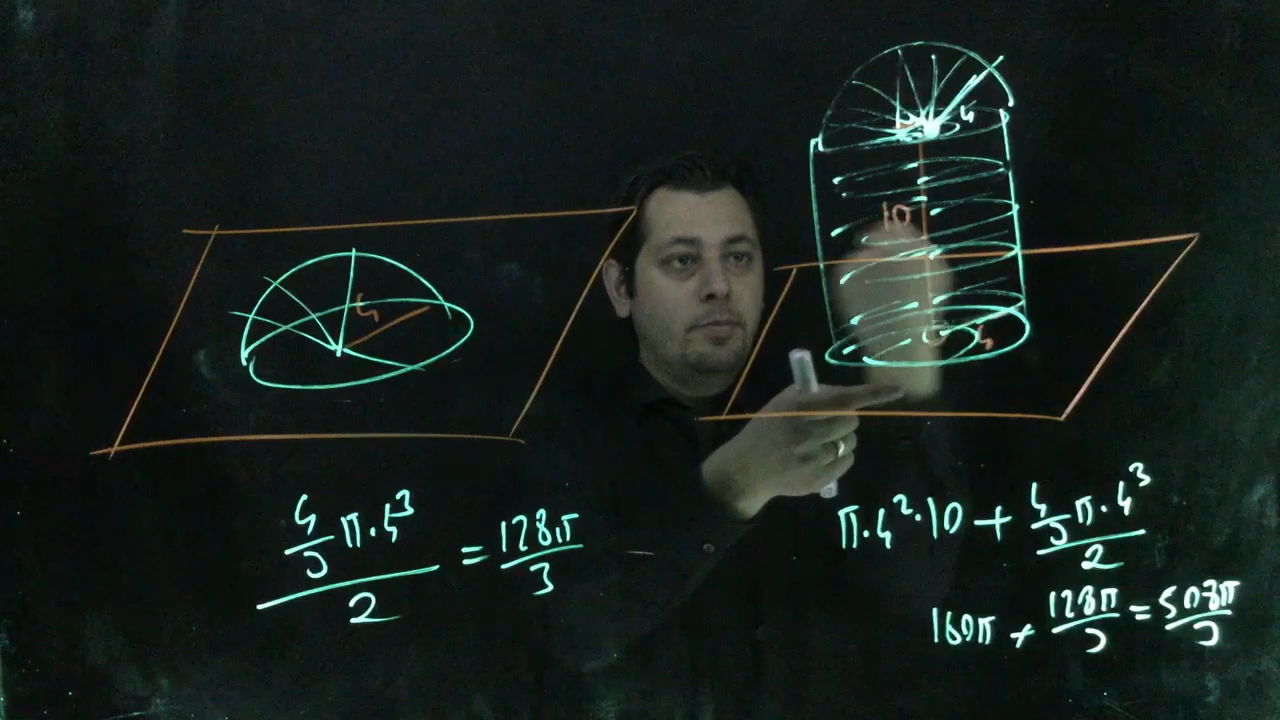 4
4
10
4
(4/3 π·4³)/2 = 128π/3
π·4²·10 + (4/3 π·4³)/2
160π + 128π/3 = 608π/3